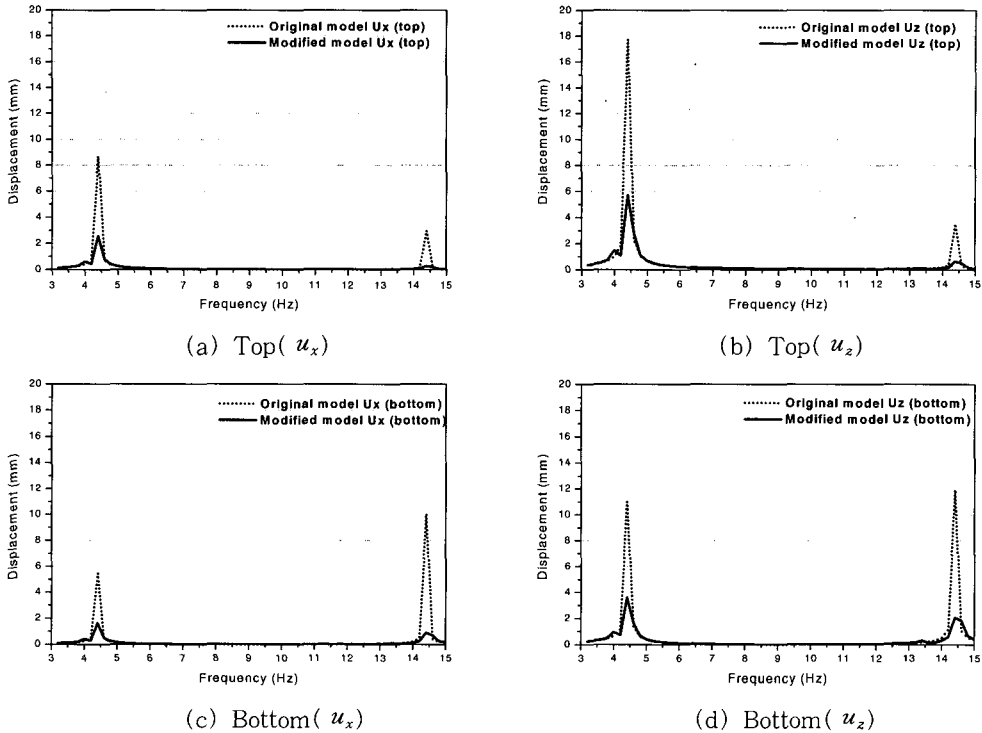 Original model Ux (top)
Modified model Ux (top)
Displacement (mm)
20
18
16
14
12
10
8
6
4
2
0
3 4 5 6 7 8 9 10 11 12 13 14 15
Frequency (Hz)
(a) Top( u_x)
Original model Uz (top)
Modified model Uz (top)
Displacement (mm)
20
18
16
14
12
10
8
6
4
2
0
3 4 5 6 7 8 9 10 11 12 13 14 15
Frequency (Hz)
(b) Top( u_z)
Original model Ux (bottom)
Modified model Ux (bottom)
Displacement (mm)
20
18
16
14
12
10
8
6
4
2
0
3 4 5 6 7 8 9 10 11 12 13 14 15
Frequency (Hz)
(c) Bottom( u_x)
Original model Uz (bottom)
Modified model Uz (bottom)
Displacement (mm)
20
18
16
14
12
10
8
6
4
2
0
3 4 5 6 7 8 9 10 11 12 13 14 15
Frequency (Hz)
(d) Bottom( u_z)